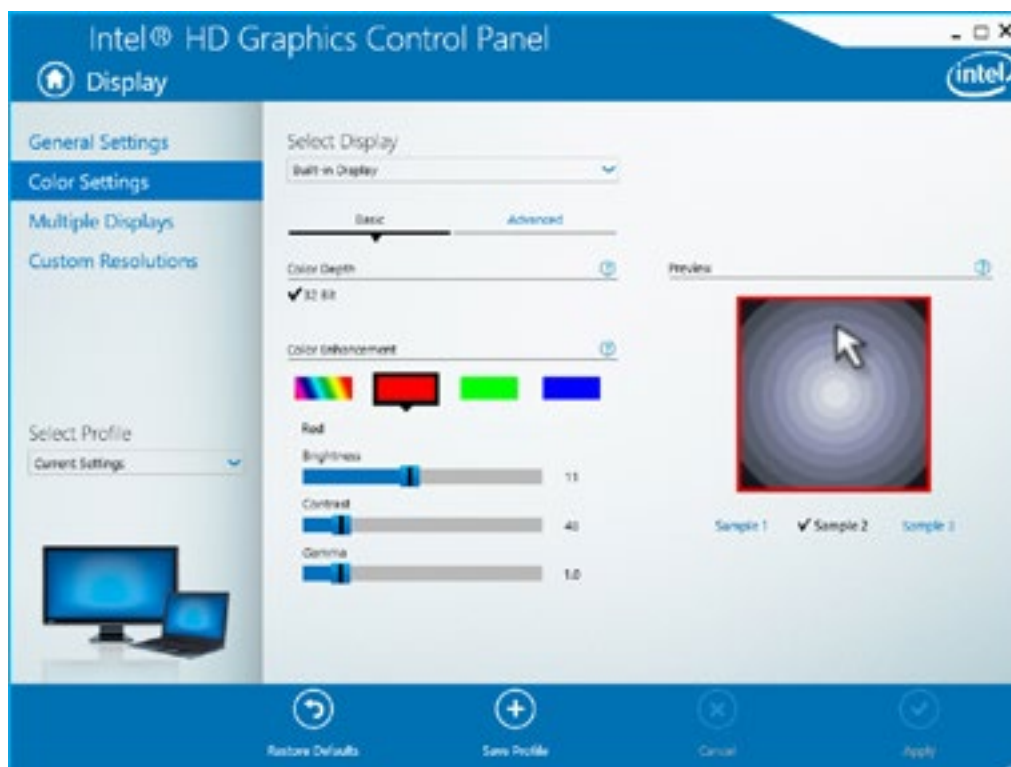 Intel® HD Graphics Control Panel
Display
intel
General Settings
Color Settings
Multiple Displays
Custom Resolutions
Select Profile
Current Settings
Select Display
Built-in Display
Basic
Advanced
Color Depth
32 Bit
Color Enhancement
Red
Brightness
Contrast
Gamma
1.0
Preview
Sample 1
Sample 2
Sample 3
Restore Defaults
Save Profile
Cancel
Apply